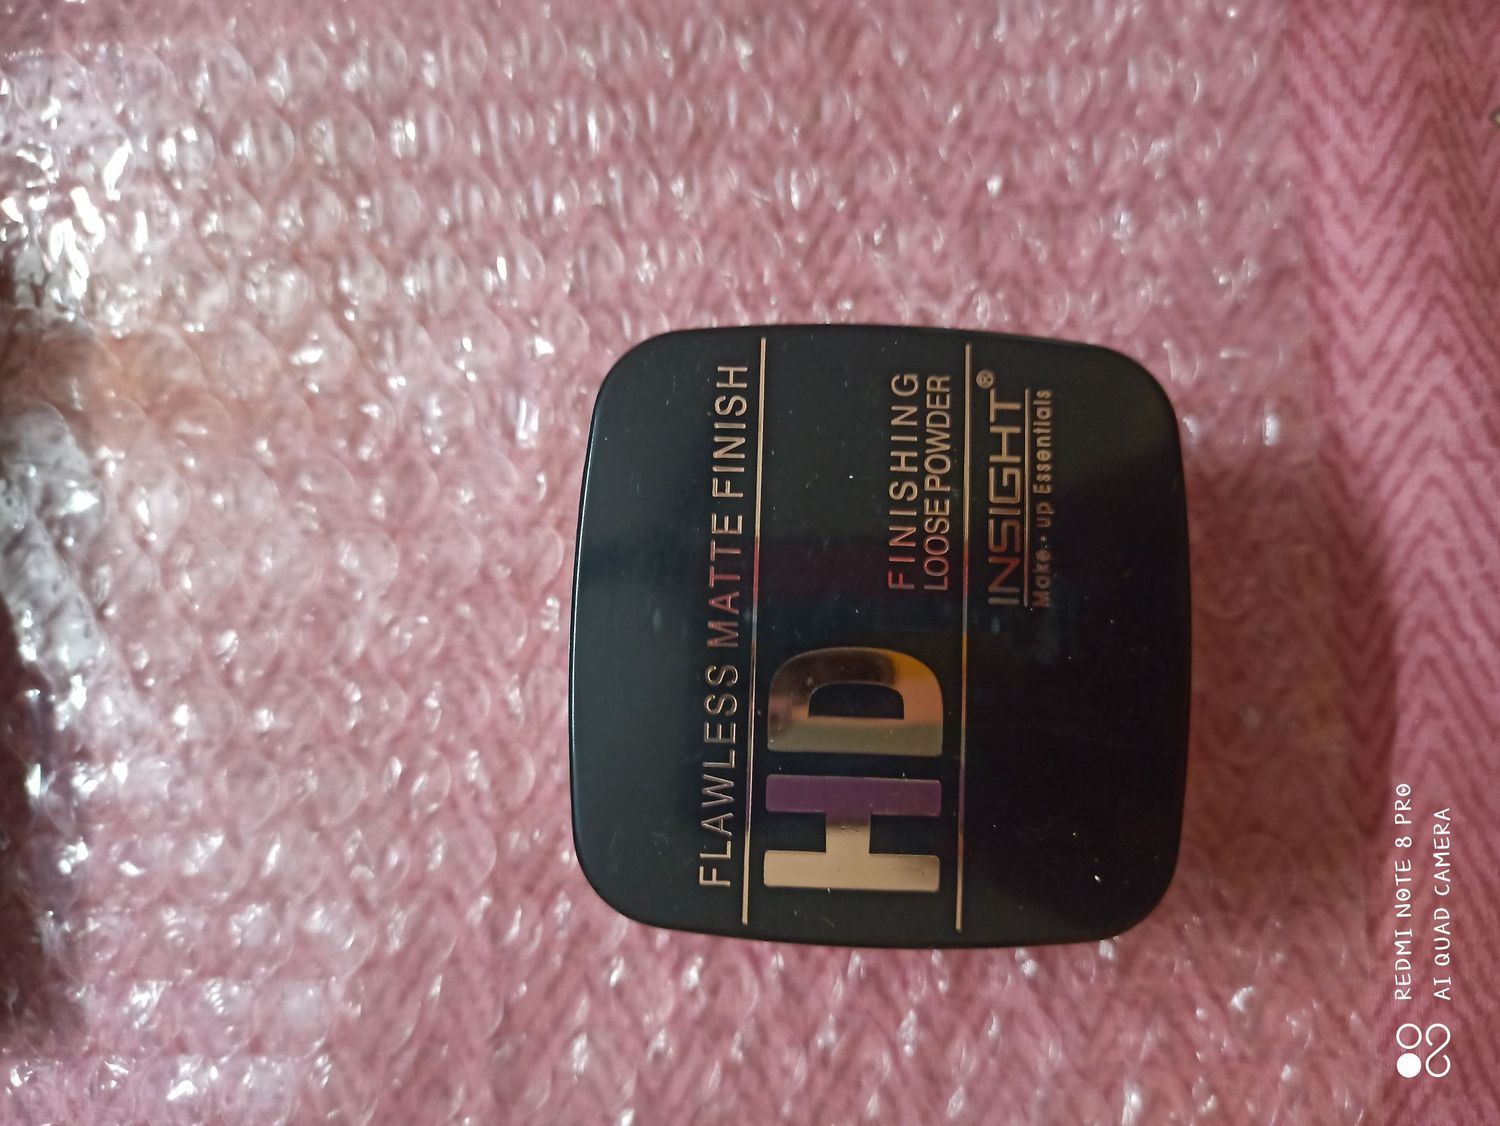 FLAWLESS MATTE FINISH
HD
FINISHING
LOOSE POWDER
INSIGHT®
Make-up Essentials
REDMI NOTE 8 PRO
AI QUAD CAMERA